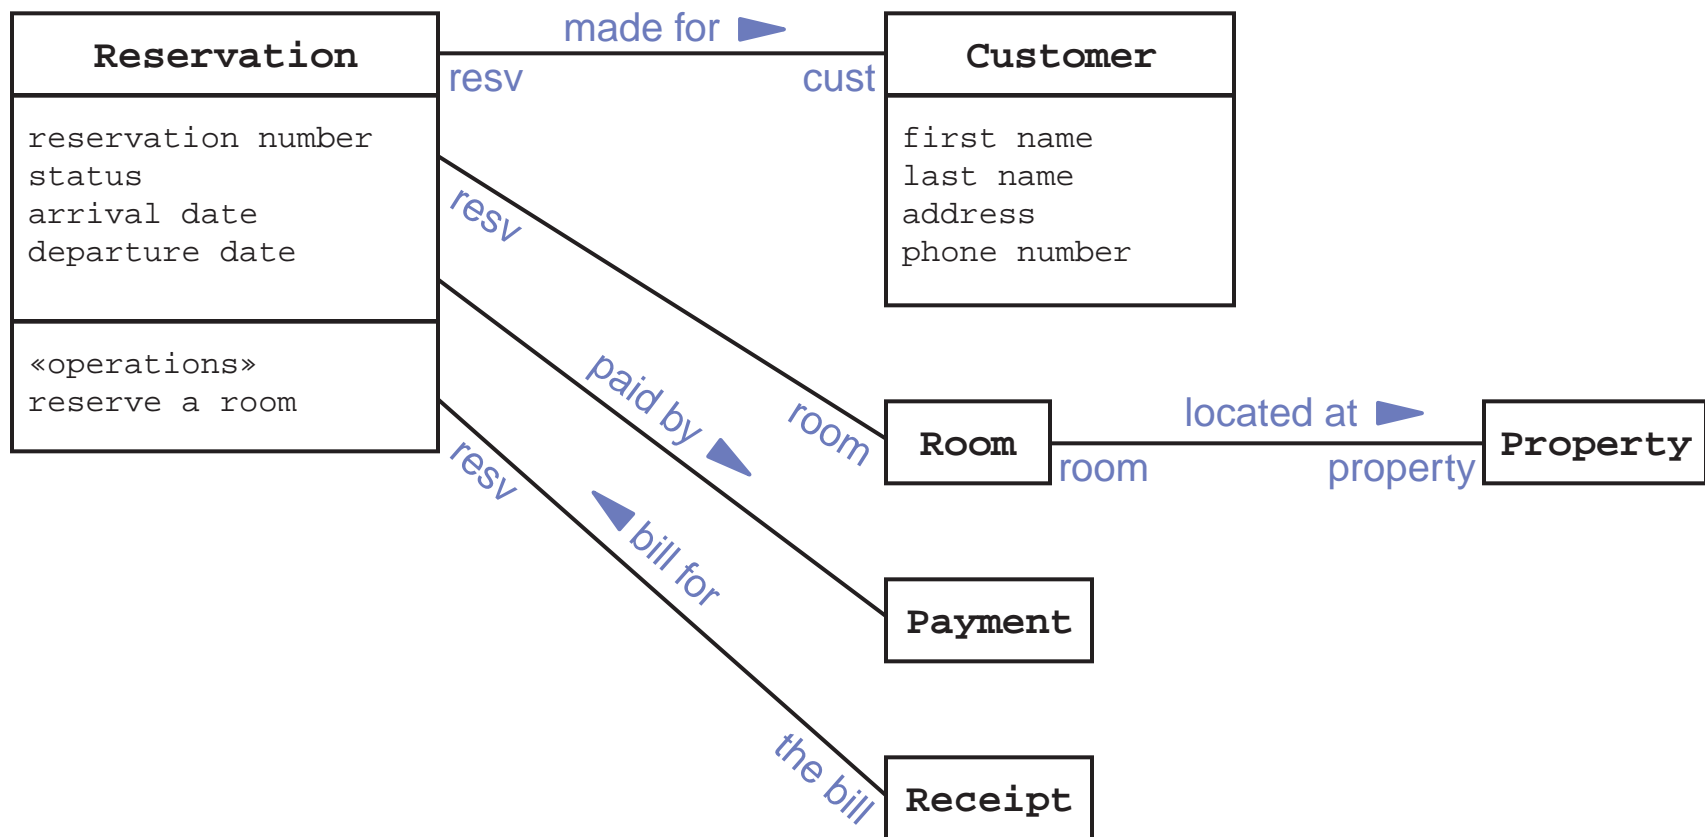 made for
Reservation
resv
cust
Customer
reservation number
status
arrival date
departure date
first name
last name
address
phone number
resv
«operations»
reserve a room
paid by
room
Room
located at
room
property
Property
resv
bill for
Payment
the bill
Receipt